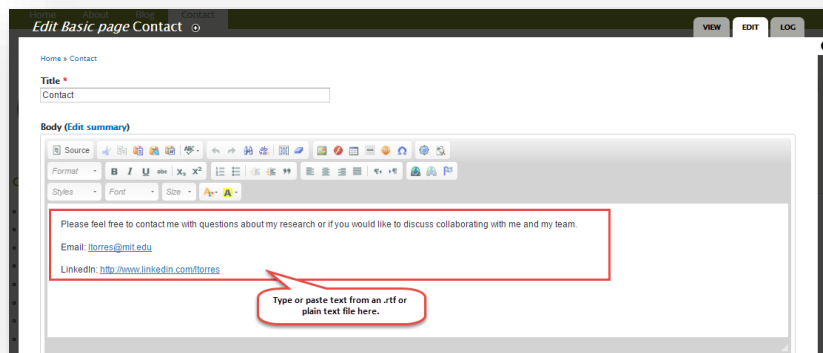 Home About Blog Contact
Edit Basic page Contact
VIEW EDIT LOG
Home » Contact
Title *
Contact
Body (Edit summary)
Source
Format B I U abc X₂ X²
Styles Font Size
Please feel free to contact me with questions about my research or if you would like to discuss collaborating with me and my team.
Email: ltorres@mit.edu
LinkedIn: http://www.linkedin.com/ltorres
Type or paste text from an .rtf or
plain text file here.